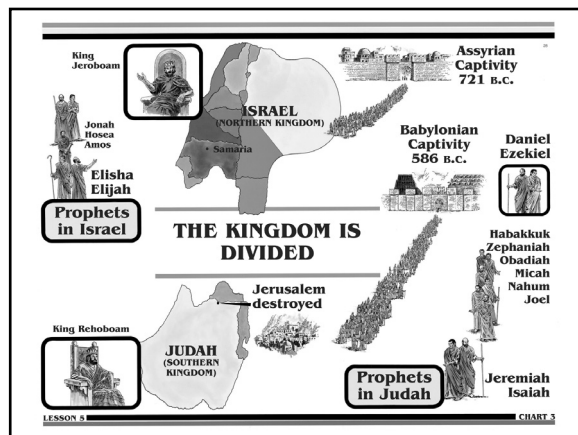 King
Jeroboam
Jonah
Hosea
Amos
Elisha
Elijah
Prophets
in Israel
ISRAEL
(NORTHERN KINGDOM)
Samaria
Assyrian
Captivity
721 B.C.
Babylonian
Captivity
586 B.C.
Daniel
Ezekiel
THE KINGDOM IS
DIVIDED
Habakkuk
Zephaniah
Obadiah
Micah
Nahum
Joel
Jerusalem
destroyed
King Rehoboam
JUDAH
(SOUTHERN
KINGDOM)
Prophets
in Judah
Jeremiah
Isaiah
LESSON 5
CHART 3